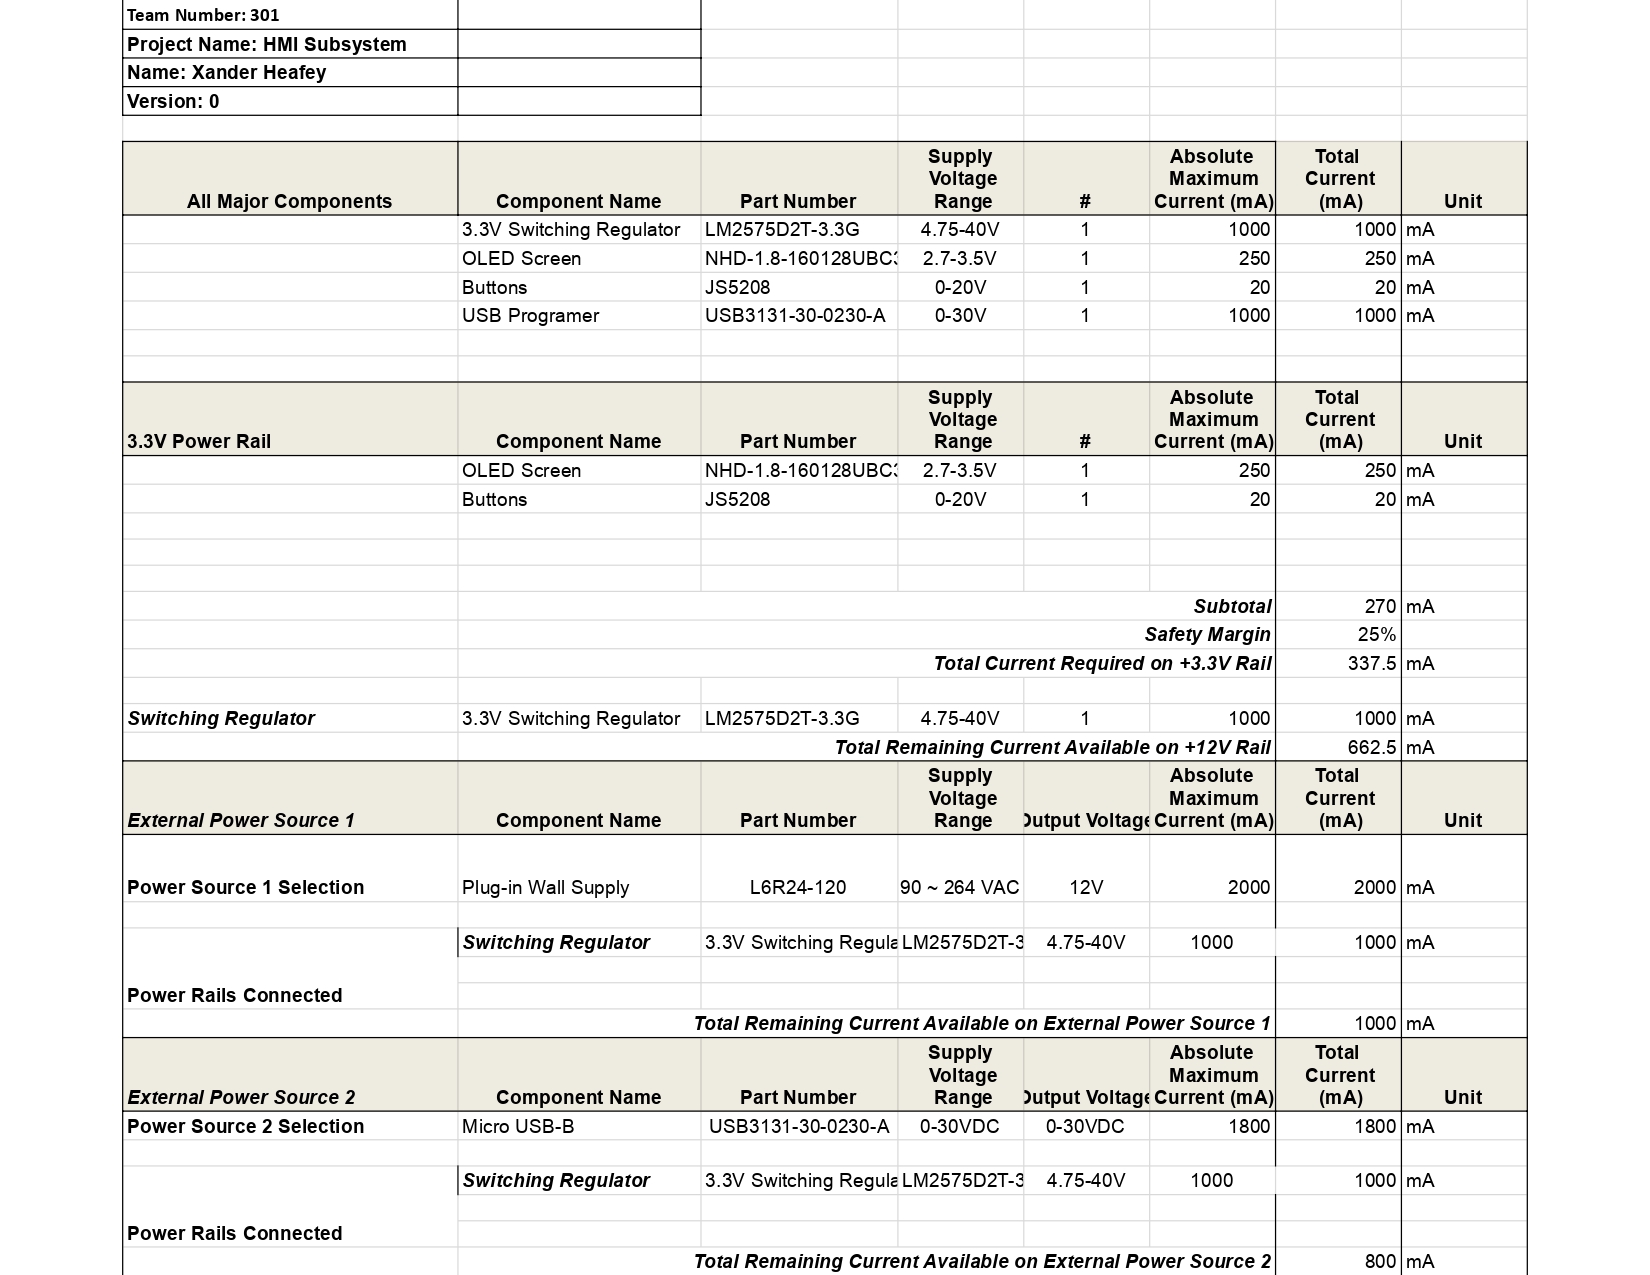 Team Number: 301
Project Name: HMI Subsystem
Name: Xander Heafey
Version: 0
All Major Components Component Name Part Number Supply Voltage Range # Absolute Maximum Current (mA) Total Current (mA) Unit
3.3V Switching Regulator LM2575D2T-3.3G 4.75-40V 1 1000 1000 mA
OLED Screen NHD-1.8-160128UBC3 2.7-3.5V 1 250 250 mA
Buttons JS5208 0-20V 1 20 20 mA
USB Programer USB3131-30-0230-A 0-30V 1 1000 1000 mA
3.3V Power Rail Component Name Part Number Supply Voltage Range # Absolute Maximum Current (mA) Total Current (mA) Unit
OLED Screen NHD-1.8-160128UBC3 2.7-3.5V 1 250 250 mA
Buttons JS5208 0-20V 1 20 20 mA
Subtotal 270 mA
Safety Margin 25%
Total Current Required on +3.3V Rail 337.5 mA
Switching Regulator 3.3V Switching Regulator LM2575D2T-3.3G 4.75-40V 1 1000 1000 mA
Total Remaining Current Available on +12V Rail 662.5 mA
External Power Source 1 Component Name Part Number Supply Voltage Range Output Voltage Absolute Maximum Current (mA) Total Current (mA) Unit
Power Source 1 Selection Plug-in Wall Supply L6R24-120 90 ~ 264 VAC 12V 2000 2000 mA
Switching Regulator 3.3V Switching Regula LM2575D2T-3 4.75-40V 1000 1000 mA
Power Rails Connected
Total Remaining Current Available on External Power Source 1 1000 mA
External Power Source 2 Component Name Part Number Supply Voltage Range Output Voltage Absolute Maximum Current (mA) Total Current (mA) Unit
Power Source 2 Selection Micro USB-B USB3131-30-0230-A 0-30VDC 0-30VDC 1800 1800 mA
Switching Regulator 3.3V Switching Regula LM2575D2T-3 4.75-40V 1000 1000 mA
Power Rails Connected
Total Remaining Current Available on External Power Source 2 800 mA